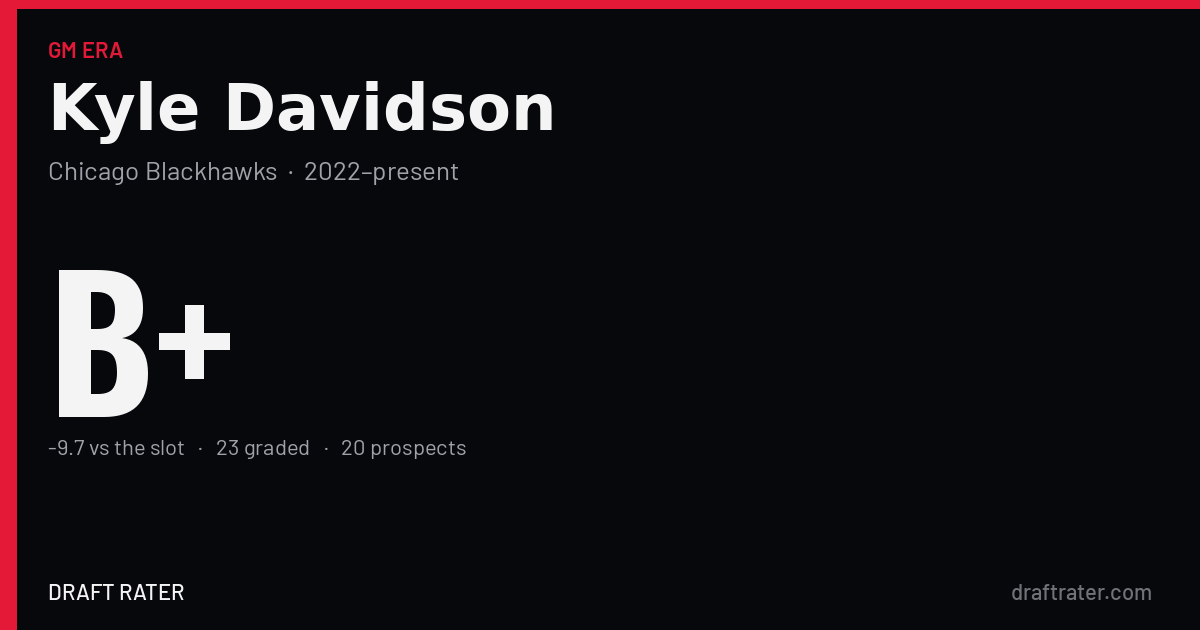 GM ERA
Kyle Davidson
Chicago Blackhawks · 2022–present
B+
-9.7 vs the slot · 23 graded · 20 prospects
DRAFT RATER
draftrater.com